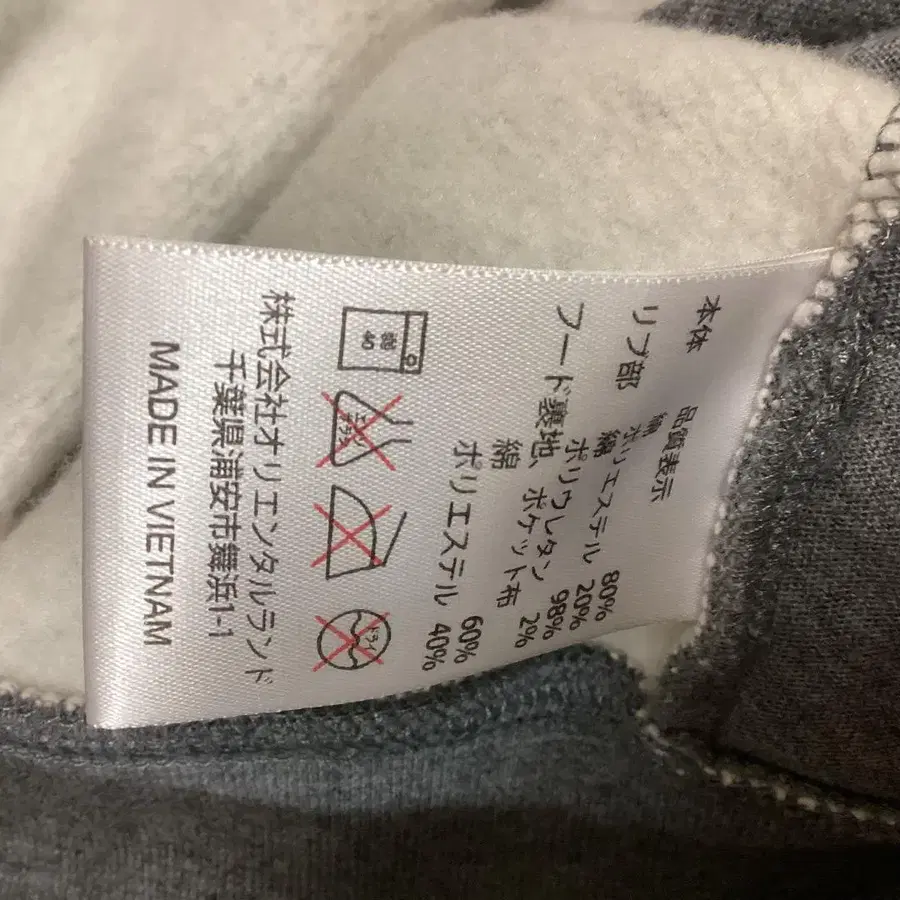 品質表示
本体 綿 80%
ポリエステル 20%
リブ部 綿 98%
ポリウレタン 2%
フード裏地、ポケット布
綿 60%
ポリエステル 40%
40
ドライ
株式会社オリエンタルランド
千葉県浦安市舞浜1-1
MADE IN VIETNAM